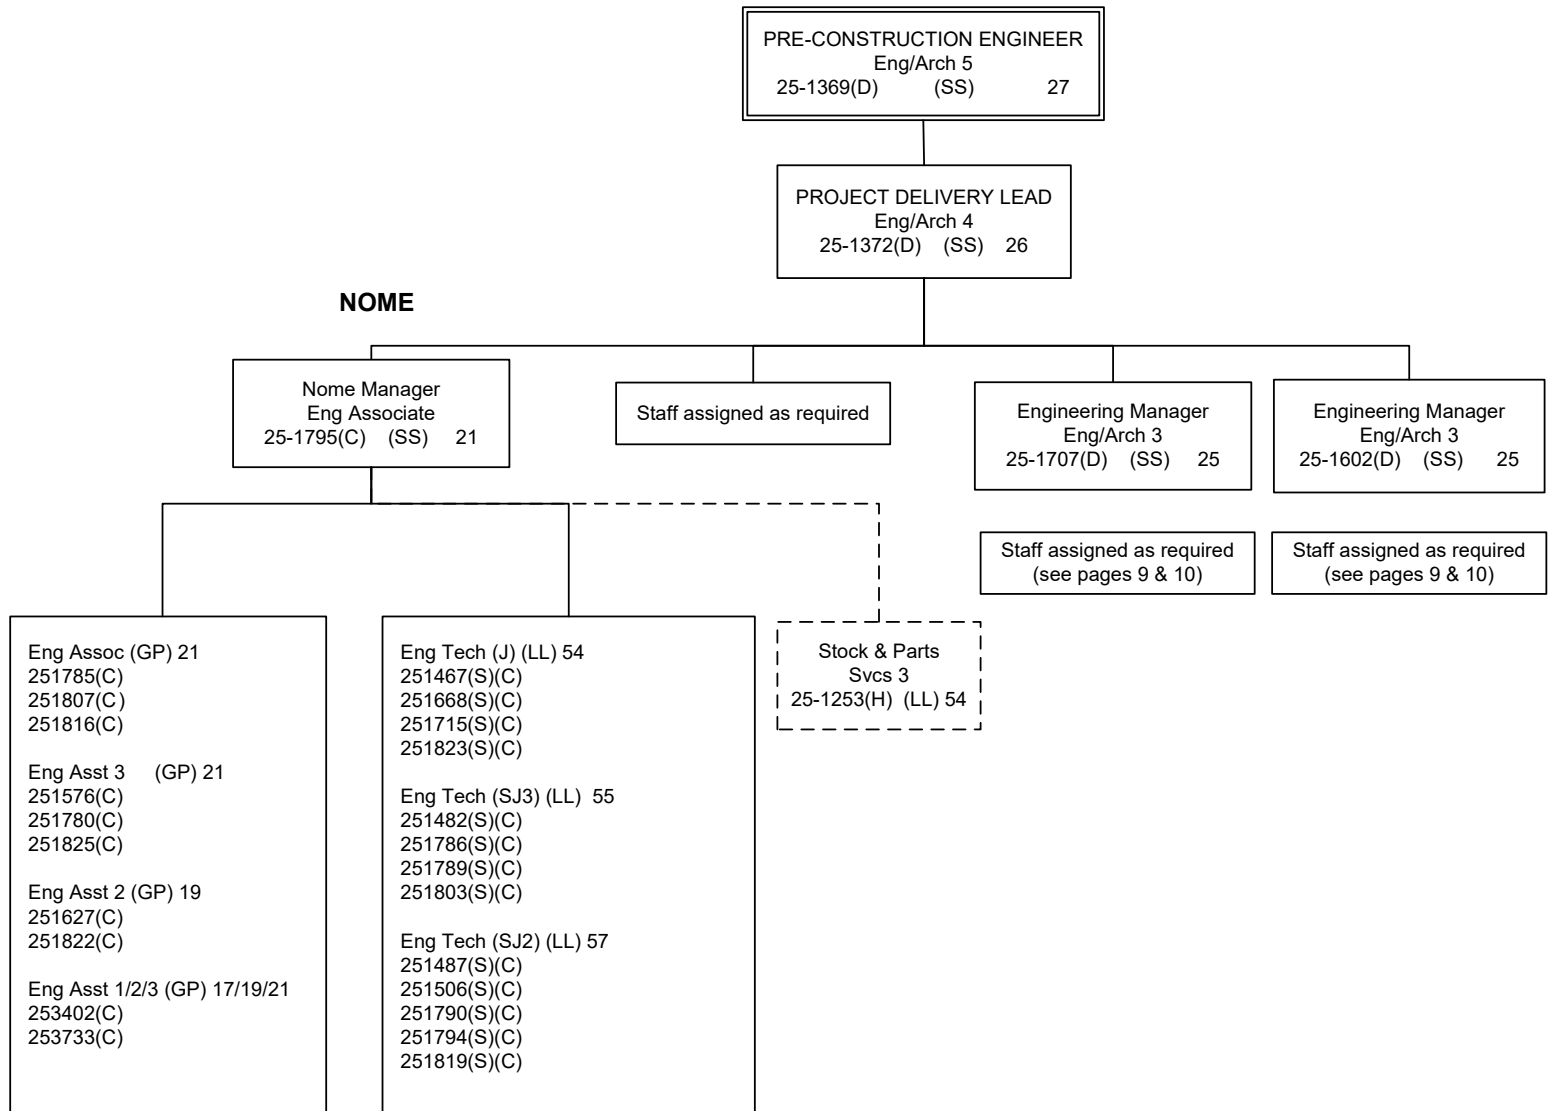 PRE-CONSTRUCTION ENGINEER
Eng/Arch 5
25-1369(D) (SS) 27
PROJECT DELIVERY LEAD
Eng/Arch 4
25-1372(D) (SS) 26
NOME
Nome Manager
Eng Associate
25-1795(C) (SS) 21
Staff assigned as required
Engineering Manager
Eng/Arch 3
25-1707(D) (SS) 25
Engineering Manager
Eng/Arch 3
25-1602(D) (SS) 25
Staff assigned as required
(see pages 9 & 10)
Staff assigned as required
(see pages 9 & 10)
Eng Assoc (GP) 21
251785(C)
251807(C)
251816(C)
Eng Asst 3 (GP) 21
251576(C)
251780(C)
251825(C)
Eng Asst 2 (GP) 19
251627(C)
251822(C)
Eng Asst 1/2/3 (GP) 17/19/21
253402(C)
253733(C)
Eng Tech (J) (LL) 54
251467(S)(C)
251668(S)(C)
251715(S)(C)
251823(S)(C)
Eng Tech (SJ3) (LL) 55
251482(S)(C)
251786(S)(C)
251789(S)(C)
251803(S)(C)
Eng Tech (SJ2) (LL) 57
251487(S)(C)
251506(S)(C)
251790(S)(C)
251794(S)(C)
251819(S)(C)
Stock & Parts
Svcs 3
25-1253(H) (LL) 54